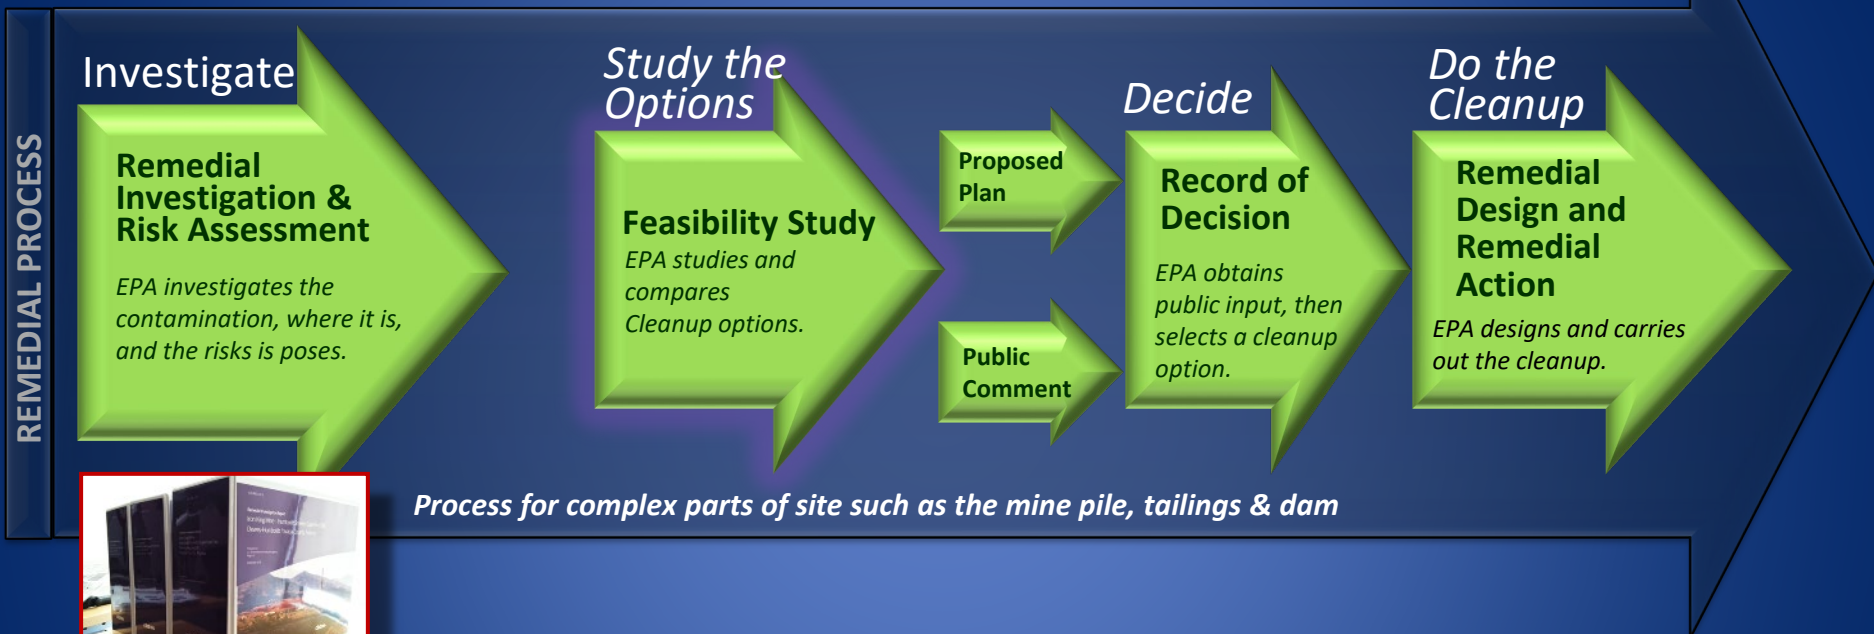 REMEDIAL PROCESS
Investigate
Remedial
Investigation &
Risk Assessment
EPA investigates the
contamination, where it is,
and the risks is poses.
Study the
Options
Feasibility Study
EPA studies and
compares
Cleanup options.
Proposed
Plan
Public
Comment
Decide
Record of
Decision
EPA obtains
public input, then
selects a cleanup
option.
Do the
Cleanup
Remedial
Design and
Remedial
Action
EPA designs and carries
out the cleanup.
Process for complex parts of site such as the mine pile, tailings & dam